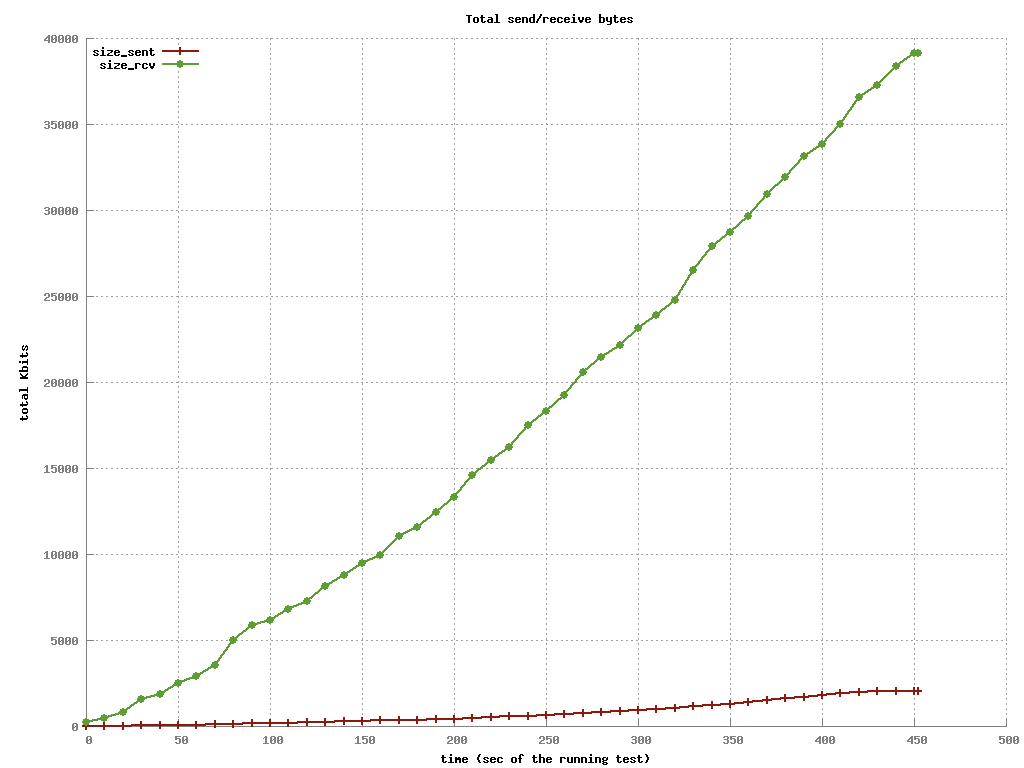 Total send/receive bytes
size_sent
size_rcv
40000
35000
30000
25000
20000
15000
10000
5000
0
total Kbits
0 50 100 150 200 250 300 350 400 450 500
time (sec of the running test)